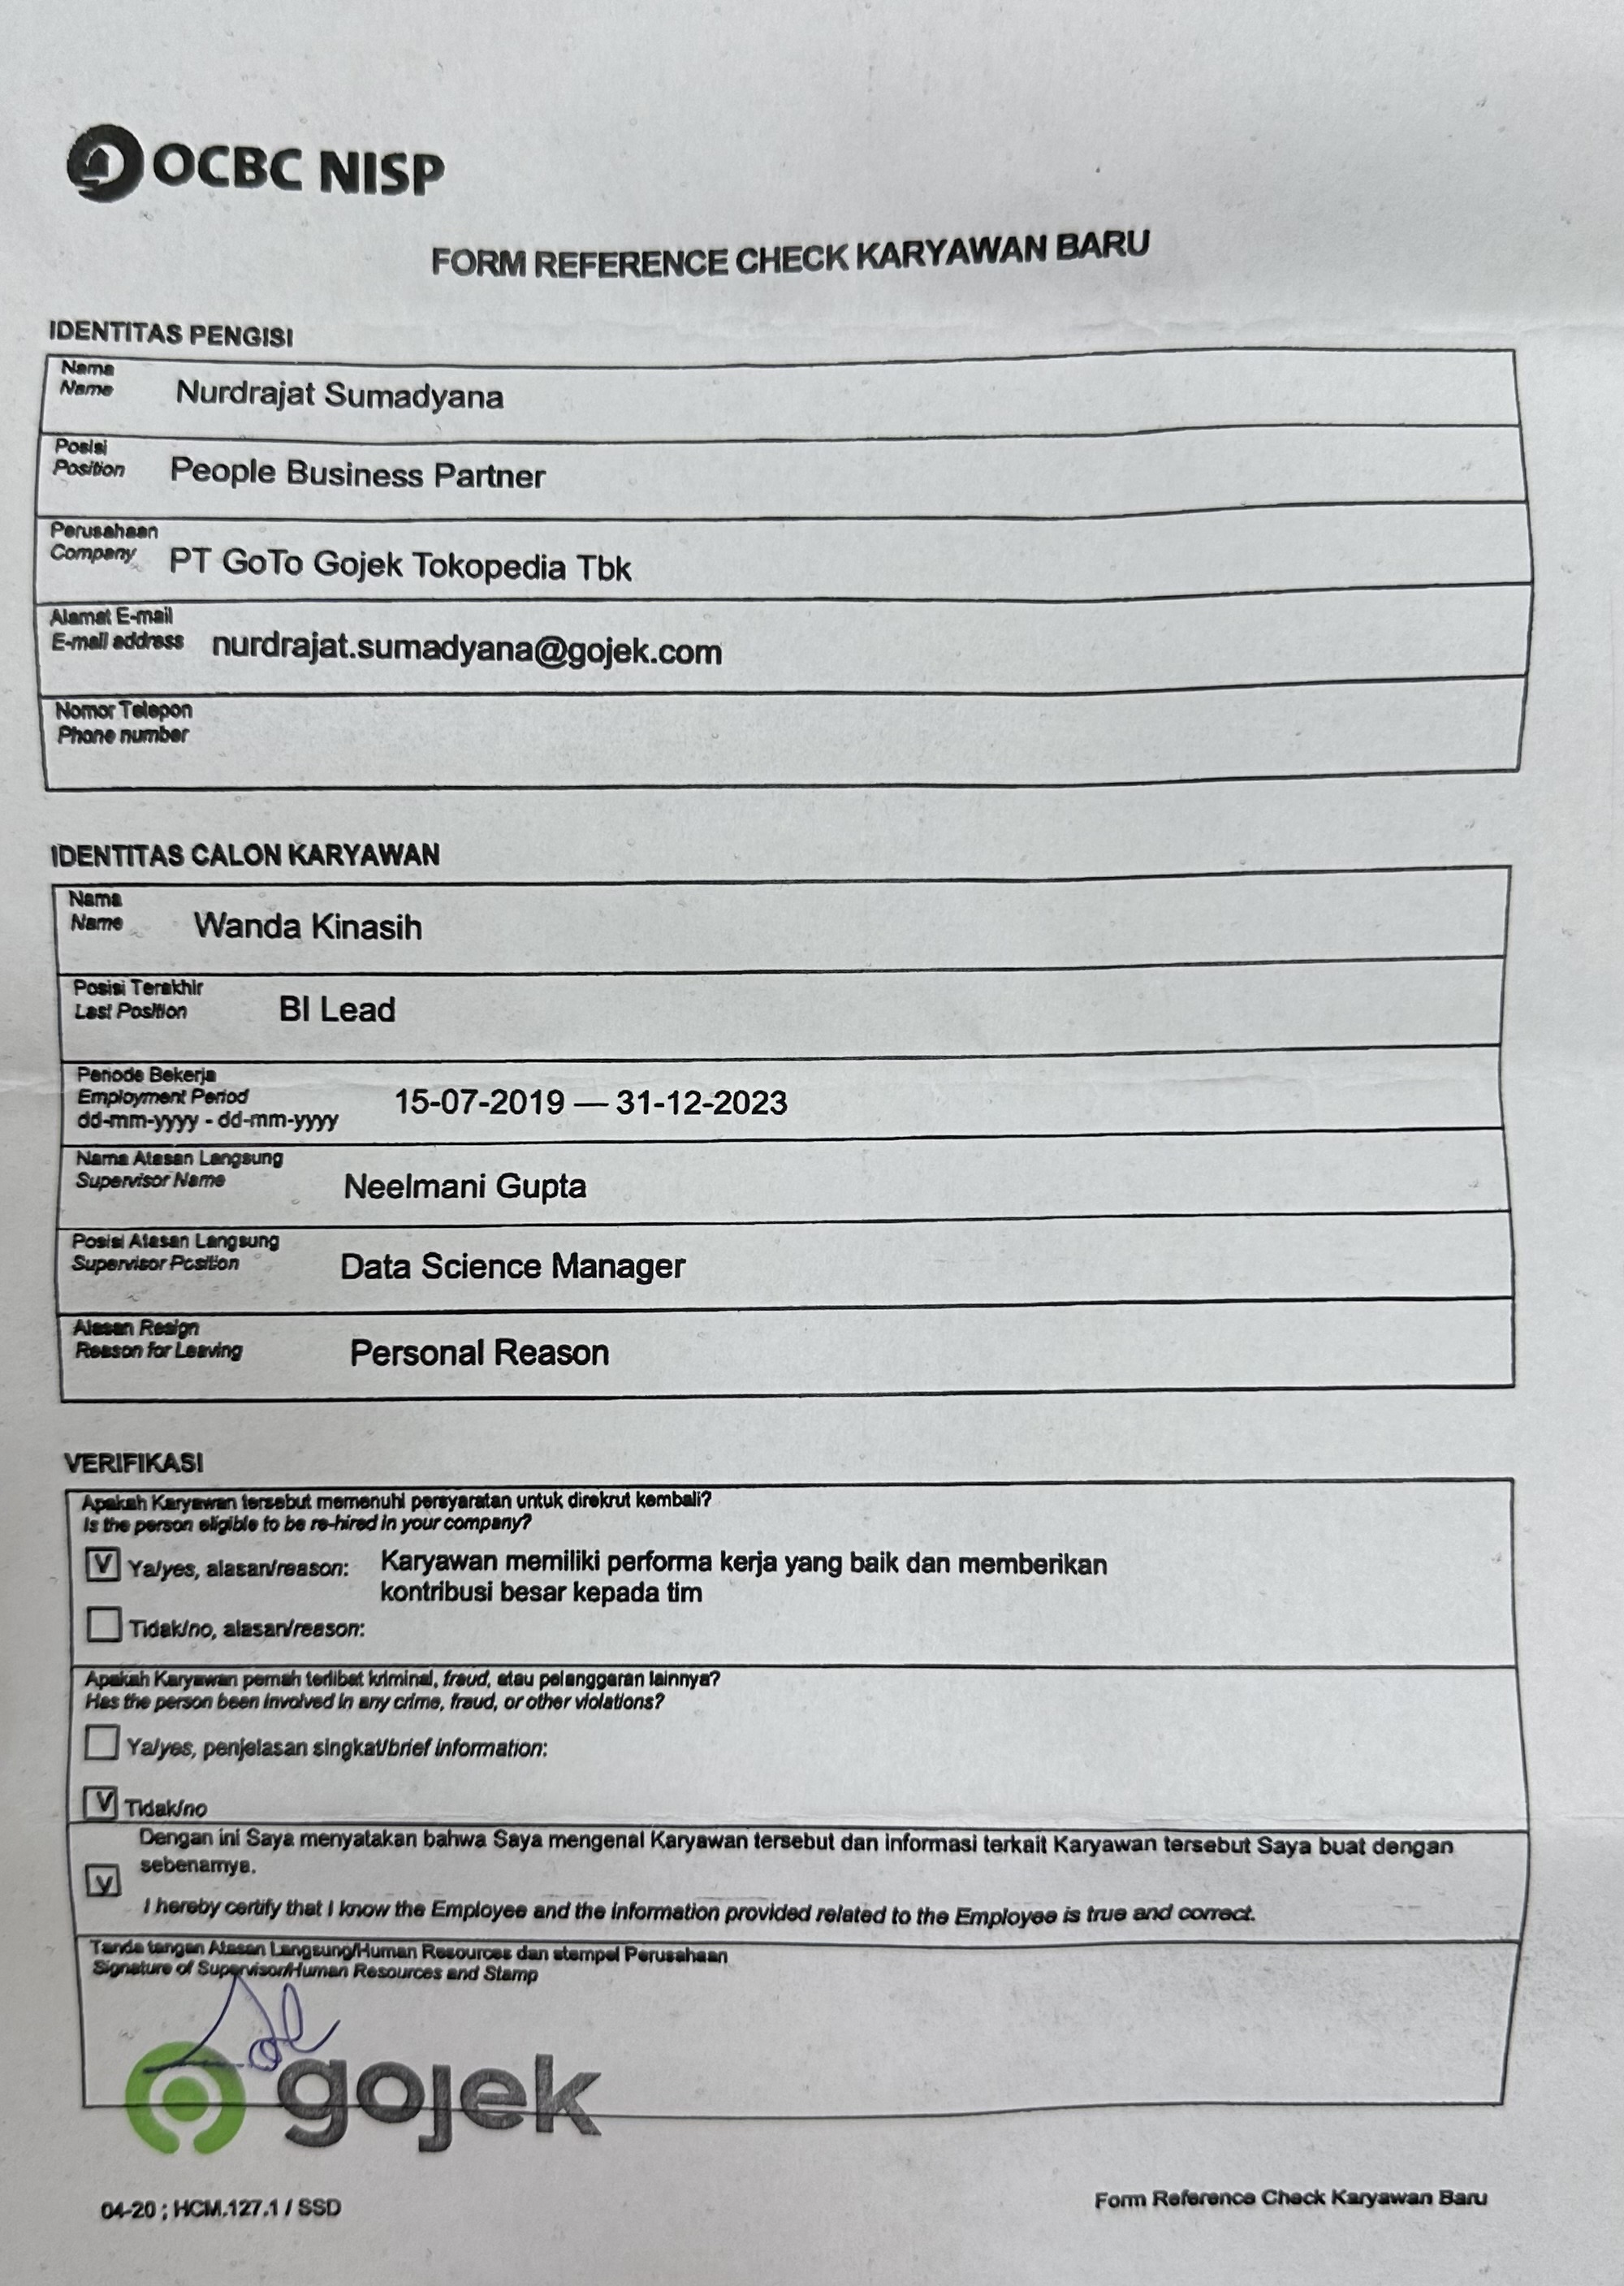 OCBC NISP
FORM REFERENCE CHECK KARYAWAN BARU
IDENTITAS PENGISI
Nama
Name Nurdrajat Sumadyana
Posisi
Position People Business Partner
Perusahaan
Company PT GoTo Gojek Tokopedia Tbk
Alamat E-mail
E-mail address nurdrajat.sumadyana@gojek.com
Nomor Telepon
Phone number
IDENTITAS CALON KARYAWAN
Nama
Name Wanda Kinasih
Posisi Terakhir
Last Position BI Lead
Periode Bekerja
Employment Period 15-07-2019 — 31-12-2023
dd-mm-yyyy - dd-mm-yyyy
Nama Atasan Langsung
Supervisor Name Neelmani Gupta
Posisi Atasan Langsung
Supervisor Position Data Science Manager
Alasan Resign
Reason for Leaving Personal Reason
VERIFIKASI
Apakah Karyawan tersebut memenuhi persyaratan untuk direkrut kembali?
Is the person eligible to be re-hired in your company?
V Ya/yes, alasan/reason: Karyawan memiliki performa kerja yang baik dan memberikan
kontribusi besar kepada tim
Tidak/no, alasan/reason:
Apakah Karyawan pernah terlibat kriminal, fraud, atau pelanggaran lainnya?
Has the person been involved in any crime, fraud, or other violations?
Ya/yes, penjelasan singkat/brief information:
V Tidak/no
Dengan ini Saya menyatakan bahwa Saya mengenal Karyawan tersebut dan informasi terkait Karyawan tersebut Saya buat dengan
sebenarnya.
V
I hereby certify that I know the Employee and the information provided related to the Employee is true and correct.
Tanda tangan Atasan Langsung/Human Resources dan stempel Perusahaan
Signature of Supervisor/Human Resources and Stamp
gojek
04-20 ; HCM.127.1 / SSD
Form Reference Check Karyawan Baru